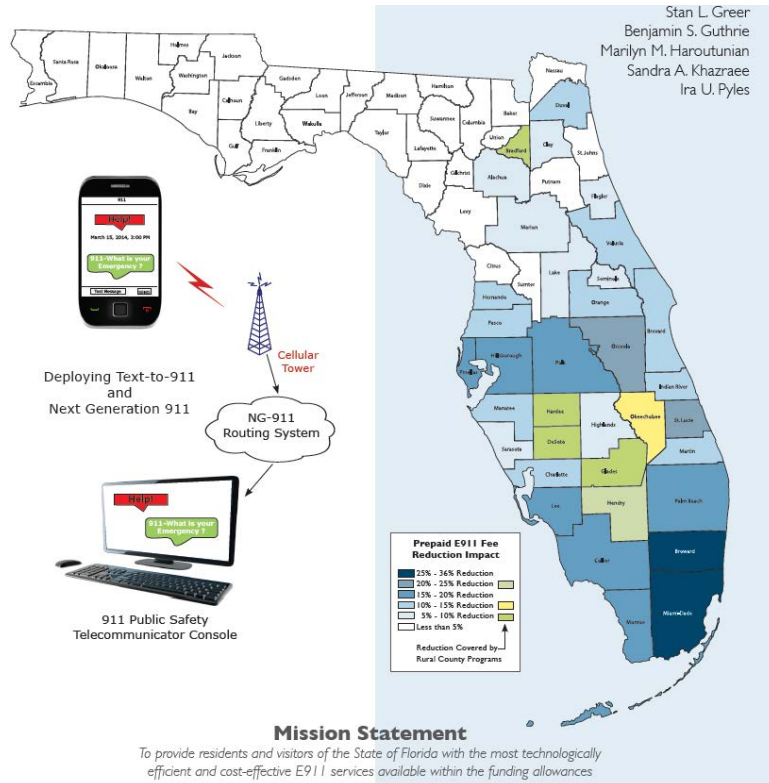 Stan L. Greer
Benjamin S. Guthrie
Marilyn M. Haroutunian
Sandra A. Khazraee
Ira U. Pyles
Escambia
Santa Rosa
Okaloosa
Walton
Holmes
Washington
Bay
Jackson
Calhoun
Gulf
Liberty
Franklin
Gadsden
Leon
Wakulla
Jefferson
Madison
Taylor
Hamilton
Suwannee
Lafayette
Dixie
Columbia
Gilchrist
Levy
Baker
Union
Bradford
Alachua
Nassau
Duval
Clay
St. Johns
Putnam
Flagler
Marion
Volusia
Citrus
Sumter
Lake
Seminole
Hernando
Orange
Pasco
Brevard
Pinellas
Hillsborough
Polk
Osceola
Indian River
Manatee
Hardee
Highlands
Okeechobee
St. Lucie
Sarasota
DeSoto
Glades
Martin
Charlotte
Lee
Hendry
Palm Beach
Collier
Broward
Monroe
Miami-Dade
911
Help!
March 15, 2014, 3:00 PM
911-What is your
Emergency ?
Text Message
SEND
Cellular
Tower
Deploying Text-to-911
and
Next Generation 911
NG-911
Routing System
Help!
911-What is your
Emergency ?
911 Public Safety
Telecommunicator Console
Prepaid E911 Fee
Reduction Impact
25% - 36% Reduction
20% - 25% Reduction
15% - 20% Reduction
10% - 15% Reduction
5% - 10% Reduction
Less than 5%
Reduction Covered by
Rural County Programs
Mission Statement
To provide residents and visitors of the State of Florida with the most technologically
efficient and cost-effective E911 services available within the funding allowances